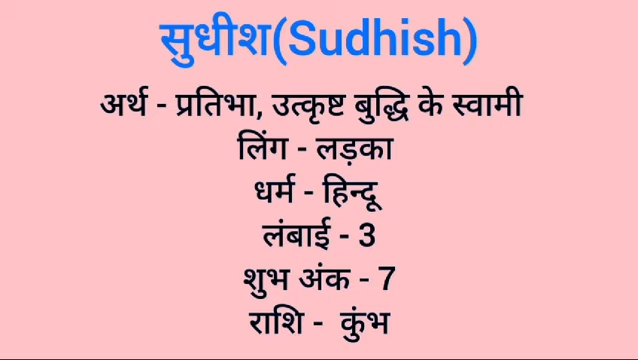 सुधीश(Sudhish)
अर्थ - प्रतिभा, उत्कृष्ट बुद्धि के स्वामी
लिंग - लड़का
धर्म - हिन्दू
लंबाई - 3
शुभ अंक - 7
राशि - कुंभ